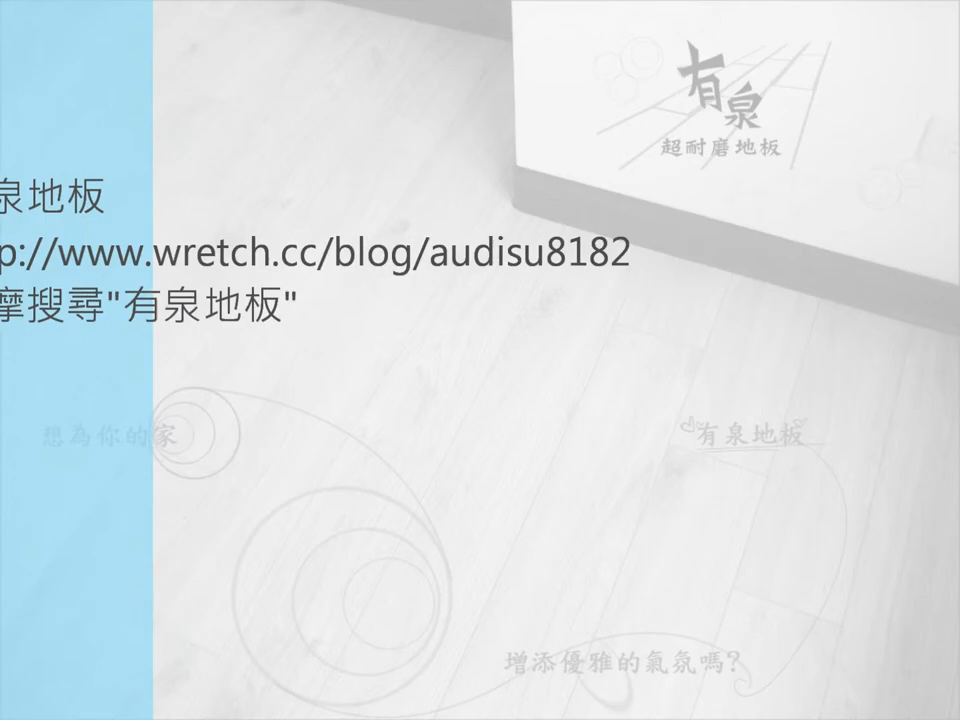 有泉
超耐磨地板
泉地板
p://www.wretch.cc/blog/audisu8182
摩搜尋"有泉地板"
想為你的家
有泉地板
增添優雅的氣氛嗎?